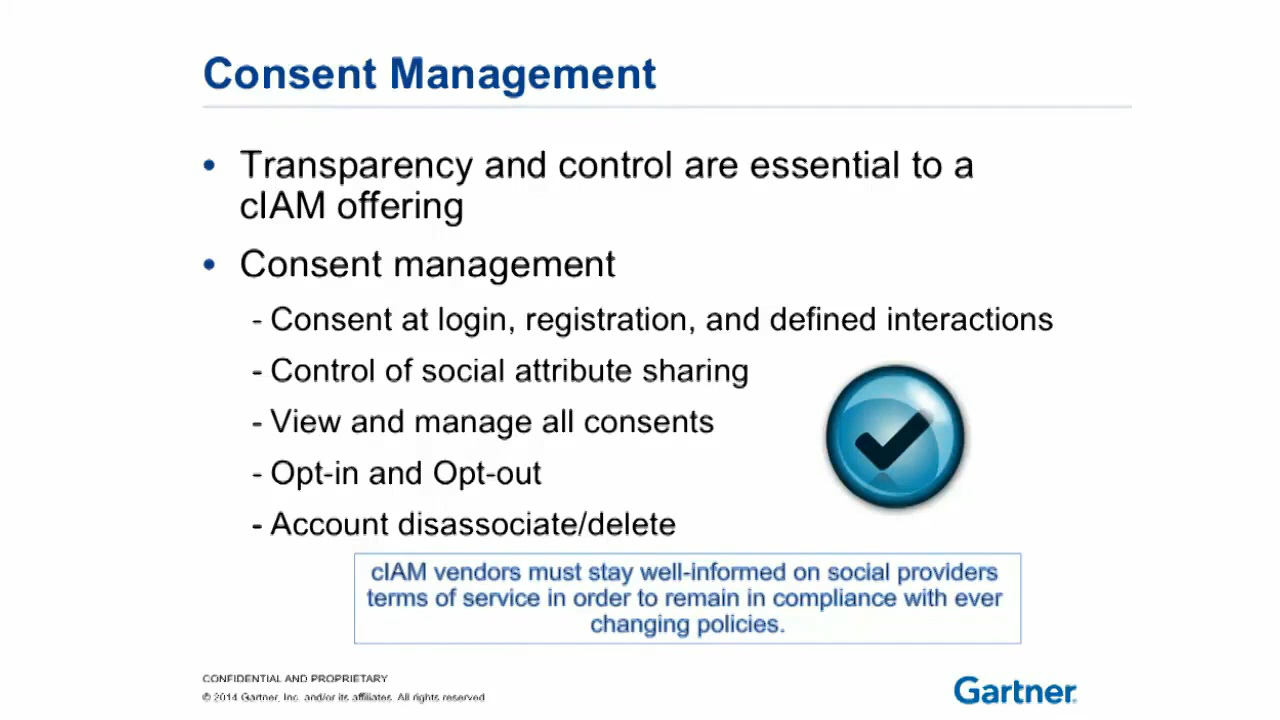 Consent Management
• Transparency and control are essential to a
cIAM offering
• Consent management
- Consent at login, registration, and defined interactions
- Control of social attribute sharing
- View and manage all consents
- Opt-in and Opt-out
- Account disassociate/delete
cIAM vendors must stay well-informed on social providers
terms of service in order to remain in compliance with ever
changing policies.
CONFIDENTIAL AND PROPRIETARY
© 2014 Gartner, Inc. and/or its affiliates. All rights reserved.
Gartner